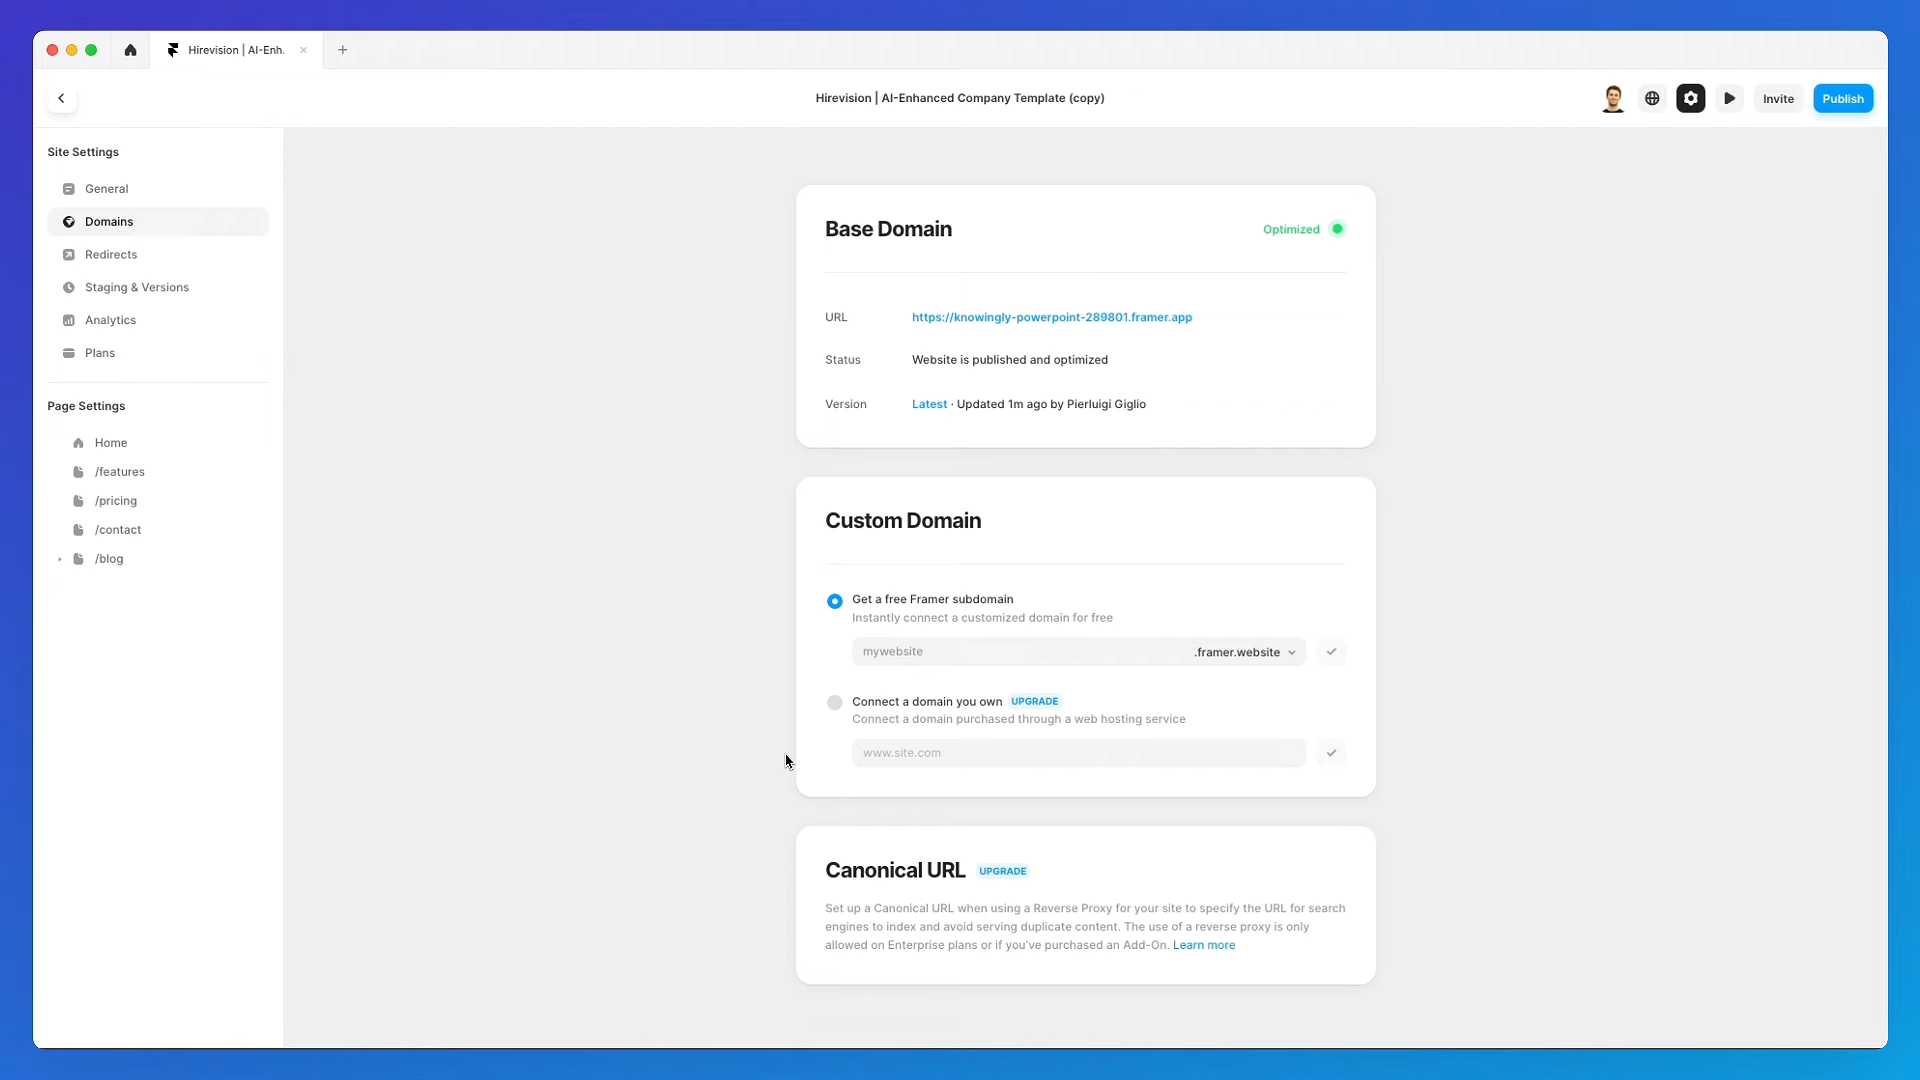 Hirevision | AI-Enh.
Hirevision | AI-Enhanced Company Template (copy)
Invite
Publish
Site Settings
General
Domains
Redirects
Staging & Versions
Analytics
Plans
Page Settings
Home
/features
/pricing
/contact
/blog
Base Domain
Optimized
URL
https://knowingly-powerpoint-289801.framer.app
Status
Website is published and optimized
Version
Latest · Updated 1m ago by Pierluigi Giglio
Custom Domain
Get a free Framer subdomain
Instantly connect a customized domain for free
mywebsite
.framer.website
Connect a domain you own UPGRADE
Connect a domain purchased through a web hosting service
www.site.com
Canonical URL UPGRADE
Set up a Canonical URL when using a Reverse Proxy for your site to specify the URL for search
engines to index and avoid serving duplicate content. The use of a reverse proxy is only
allowed on Enterprise plans or if you've purchased an Add-On. Learn more